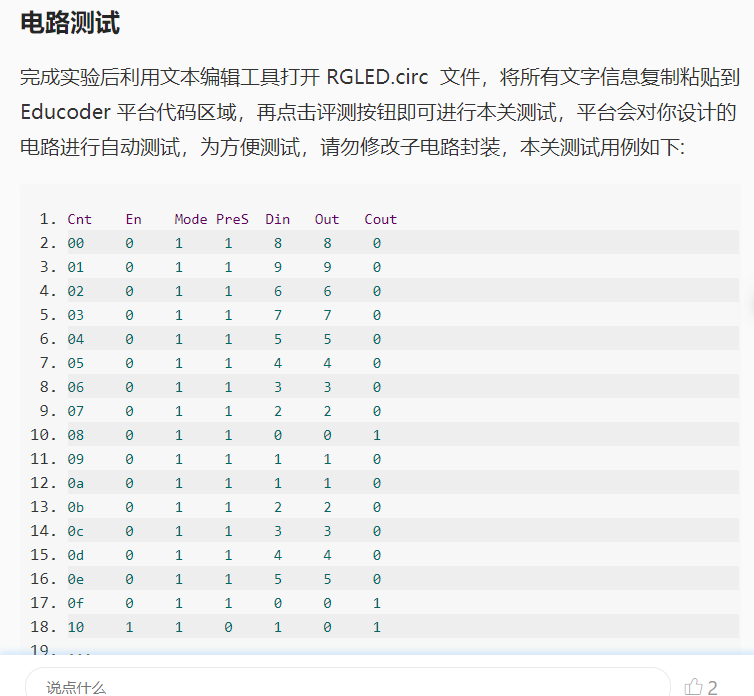 电路测试
完成实验后利用文本编辑工具打开 RGLED.circ 文件，将所有文字信息复制粘贴到
Educoder 平台代码区域，再点击评测按钮即可进行本关测试，平台会对你设计的
电路进行自动测试，为方便测试，请勿修改子电路封装，本关测试用例如下:
1. Cnt En Mode PreS Din Out Cout
2. 00 0 1 1 8 8 0
3. 01 0 1 1 9 9 0
4. 02 0 1 1 6 6 0
5. 03 0 1 1 7 7 0
6. 04 0 1 1 5 5 0
7. 05 0 1 1 4 4 0
8. 06 0 1 1 3 3 0
9. 07 0 1 1 2 2 0
10. 08 0 1 1 0 0 1
11. 09 0 1 1 1 1 0
12. 0a 0 1 1 1 1 0
13. 0b 0 1 1 2 2 0
14. 0c 0 1 1 3 3 0
15. 0d 0 1 1 4 4 0
16. 0e 0 1 1 5 5 0
17. 0f 0 1 1 0 0 1
18. 10 1 1 0 1 0 1
19. ...
说点什么 2